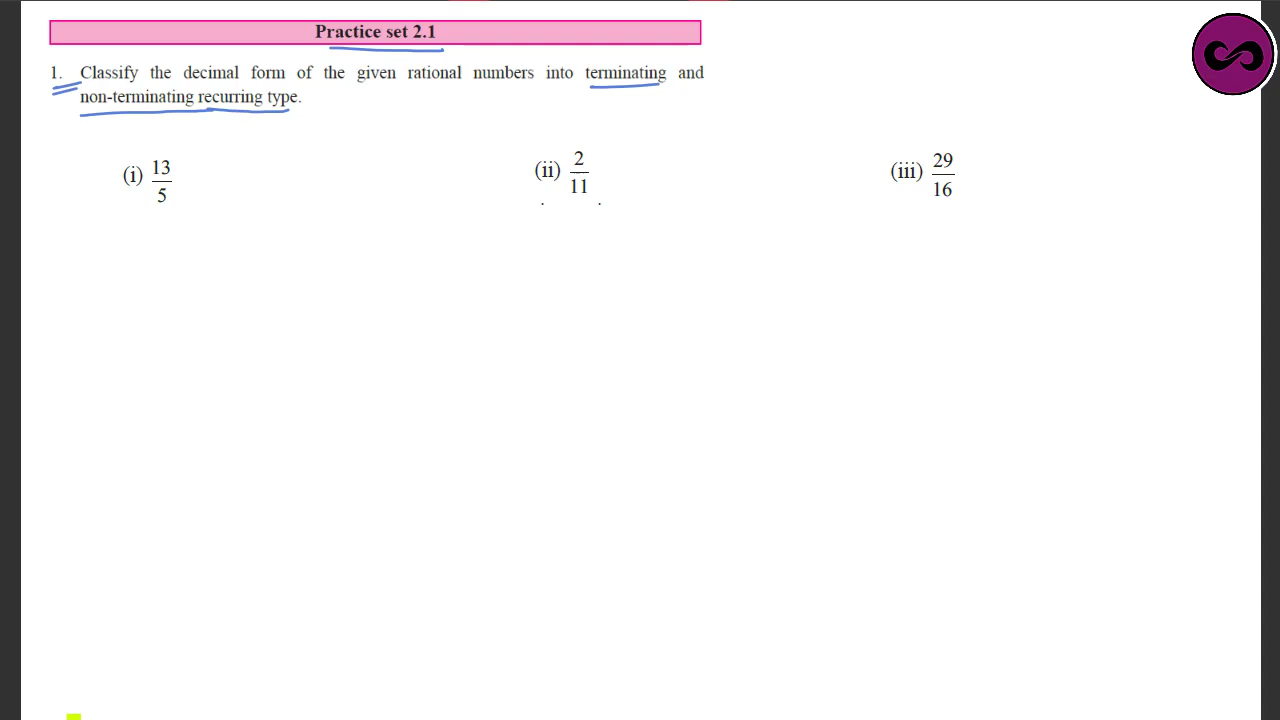 Practice set 2.1
1. Classify the decimal form of the given rational numbers into terminating and
non-terminating recurring type.
(i) 13/5 (ii) 2/11 (iii) 29/16